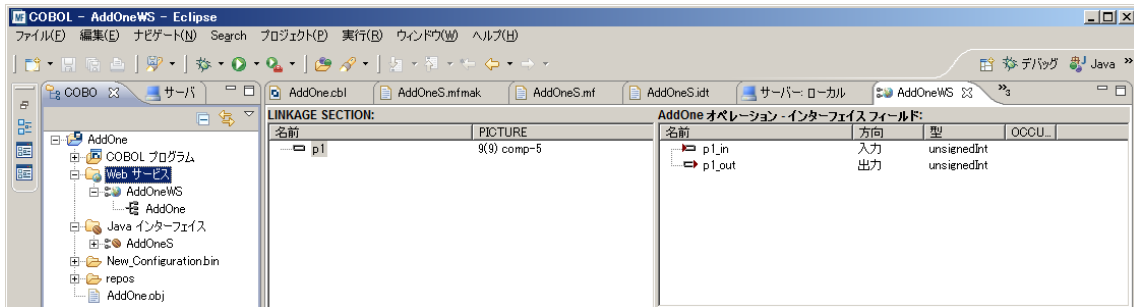 COBOL - AddOneWS - Eclipse
ファイル(F) 編集(E) ナビゲート(N) Search プロジェクト(P) 実行(R) ウィンドウ(W) ヘルプ(H)
デバッグ Java »
COBO サーバ
AddOne.cbl AddOneS.mfmak AddOneS.mf AddOneS.idt サーバー: ローカル AddOneWS »3
AddOne
COBOL プログラム
Web サービス
AddOneWS
AddOne
Java インターフェイス
AddOneS
New_Configuration.bin
repos
AddOne.obj
LINKAGE SECTION:
名前 PICTURE
p1 9(9) comp-5
AddOne オペレーション - インターフェイス フィールド:
名前 方向 型 OCCU...
p1_in 入力 unsignedInt
p1_out 出力 unsignedInt